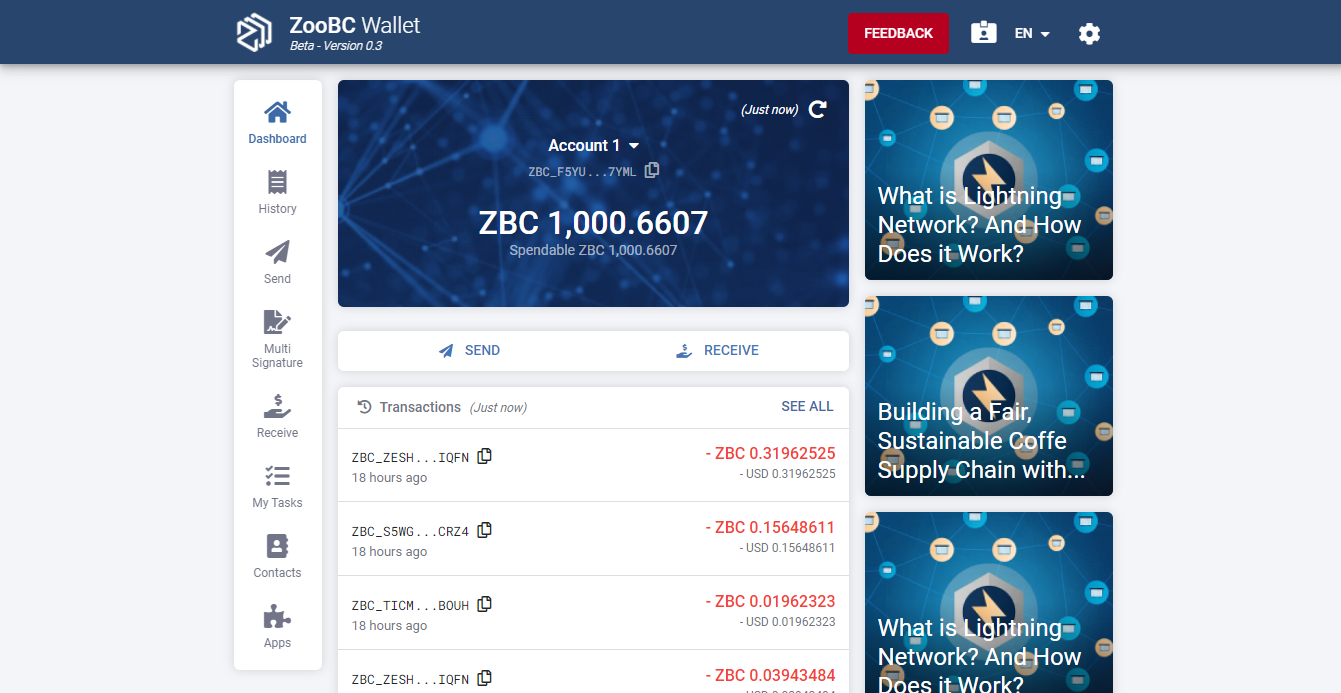 ZooBC Wallet
Beta - Version 0.3
FEEDBACK
EN
Dashboard
History
Send
Multi
Signature
Receive
My Tasks
Contacts
Apps
(Just now)
Account 1
ZBC_F5YU...7YML
ZBC 1,000.6607
Spendable ZBC 1,000.6607
SEND
RECEIVE
Transactions (Just now)
SEE ALL
ZBC_ZESH...IQFN
- ZBC 0.31962525
18 hours ago
- USD 0.31962525
ZBC_S5WG...CRZ4
- ZBC 0.15648611
18 hours ago
- USD 0.15648611
ZBC_TICM...BOUH
- ZBC 0.01962323
18 hours ago
- USD 0.01962323
ZBC_ZESH...IQFN
- ZBC 0.03943484
What is Lightning
Network? And How
Does it Work?
Building a Fair,
Sustainable Coffe
Supply Chain with...
What is Lightning
Network? And How
Does it Work?